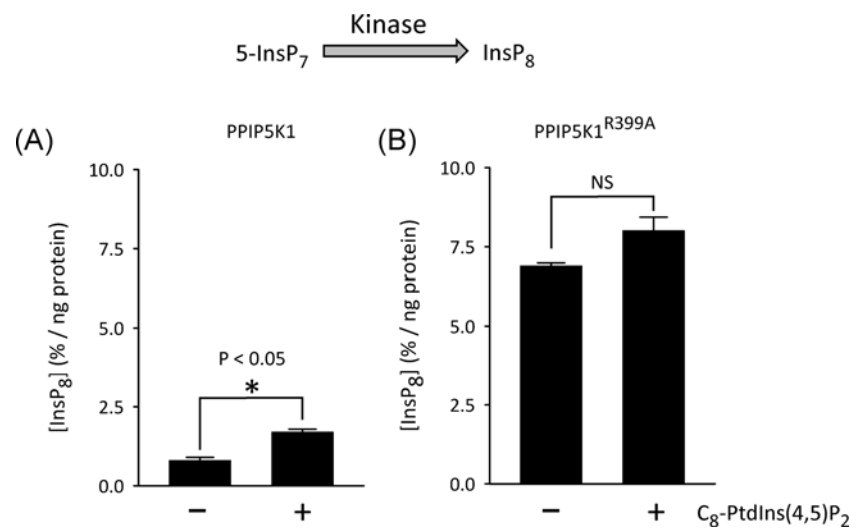 Kinase
5-InsP₇ InsP₈
(A) PPIP5K1
[InsP₈] (% / ng protein)
10.0
7.5
5.0
2.5
0.0
P < 0.05
*
− +
(B) PPIP5K1ᴿ³⁹⁹ᴬ
[InsP₈] (% / ng protein)
10.0
7.5
5.0
2.5
0.0
NS
− + C₈-PtdIns(4,5)P₂